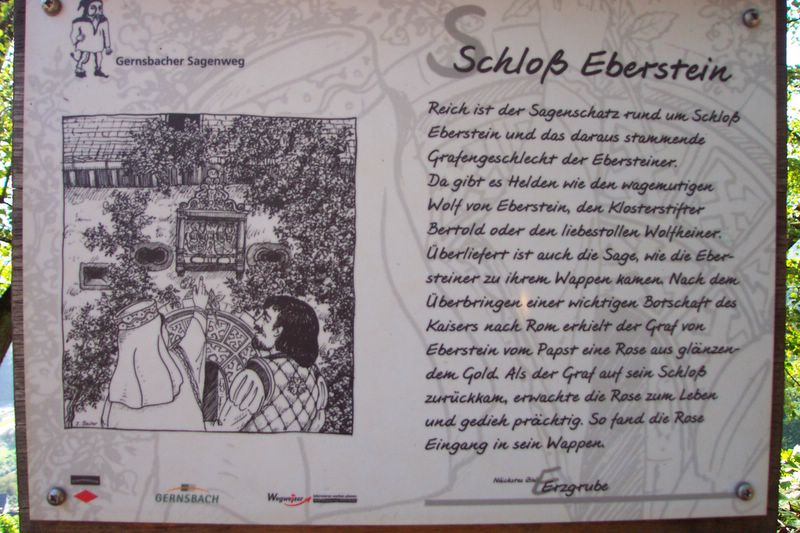 Gernsbacher Sagenweg
Schloß Eberstein
Reich ist der Sagenschatz rund um Schloß
Eberstein und das daraus stammende
Grafengeschlecht der Ebersteiner.
Da gibt es Helden wie den wagemutigen
Wolf von Eberstein, den Klosterstifter
Bertold oder den liebestollen Wolfheiner.
Überliefert ist auch die Sage, wie die Eber-
steiner zu ihrem Wappen kamen. Nach dem
Überbringen einer wichtigen Botschaft des
Kaisers nach Rom erhielt der Graf von
Eberstein vom Papst eine Rose aus glänzen-
dem Gold. Als der Graf auf sein Schloß
zurückkam, erwachte die Rose zum Leben
und gedieh prächtig. So fand die Rose
Eingang in sein Wappen.
Erzgrube
GERNSBACH
Wegweiser